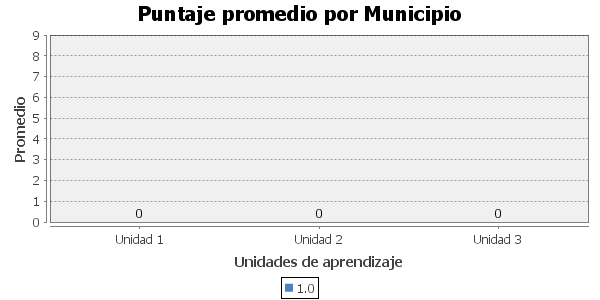 Puntaje promedio por Municipio
Promedio
9
8
7
6
5
4
3
2
1
0
0 0 0
Unidad 1 Unidad 2 Unidad 3
Unidades de aprendizaje
1.0